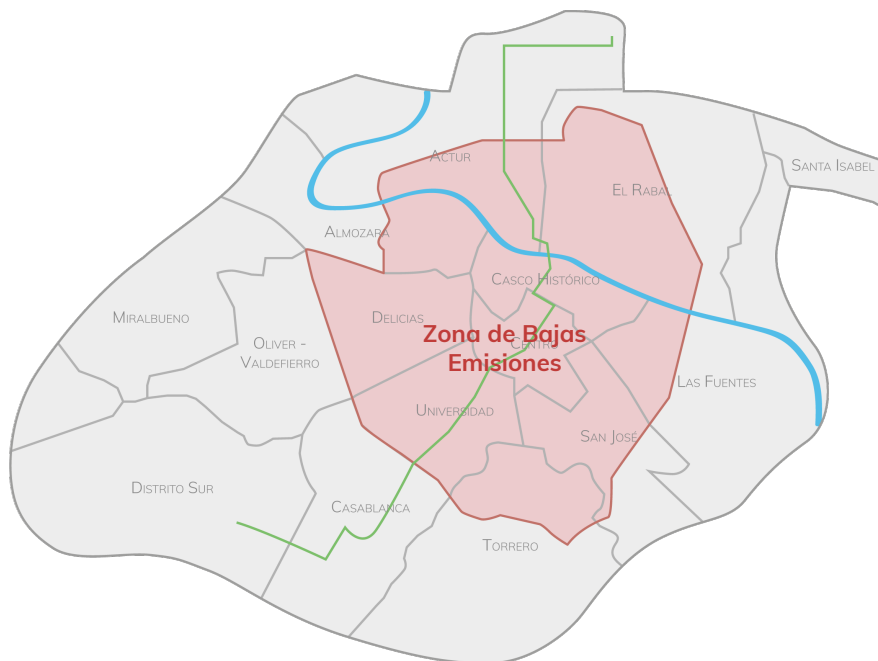 Actur
Santa Isabel
El Rabal
Almozara
Casco Histórico
Miralbueno
Delicias
Zona de Bajas
Emisiones
Centro
Oliver -
Valdefierro
Las Fuentes
Universidad
San José
Distrito Sur
Casablanca
Torrero